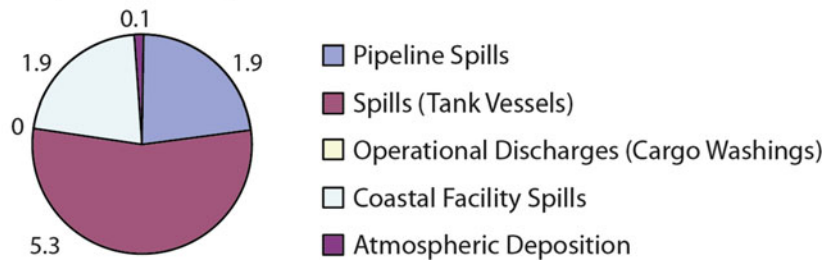 0.1
1.9
1.9
0
5.3
Pipeline Spills
Spills (Tank Vessels)
Operational Discharges (Cargo Washings)
Coastal Facility Spills
Atmospheric Deposition